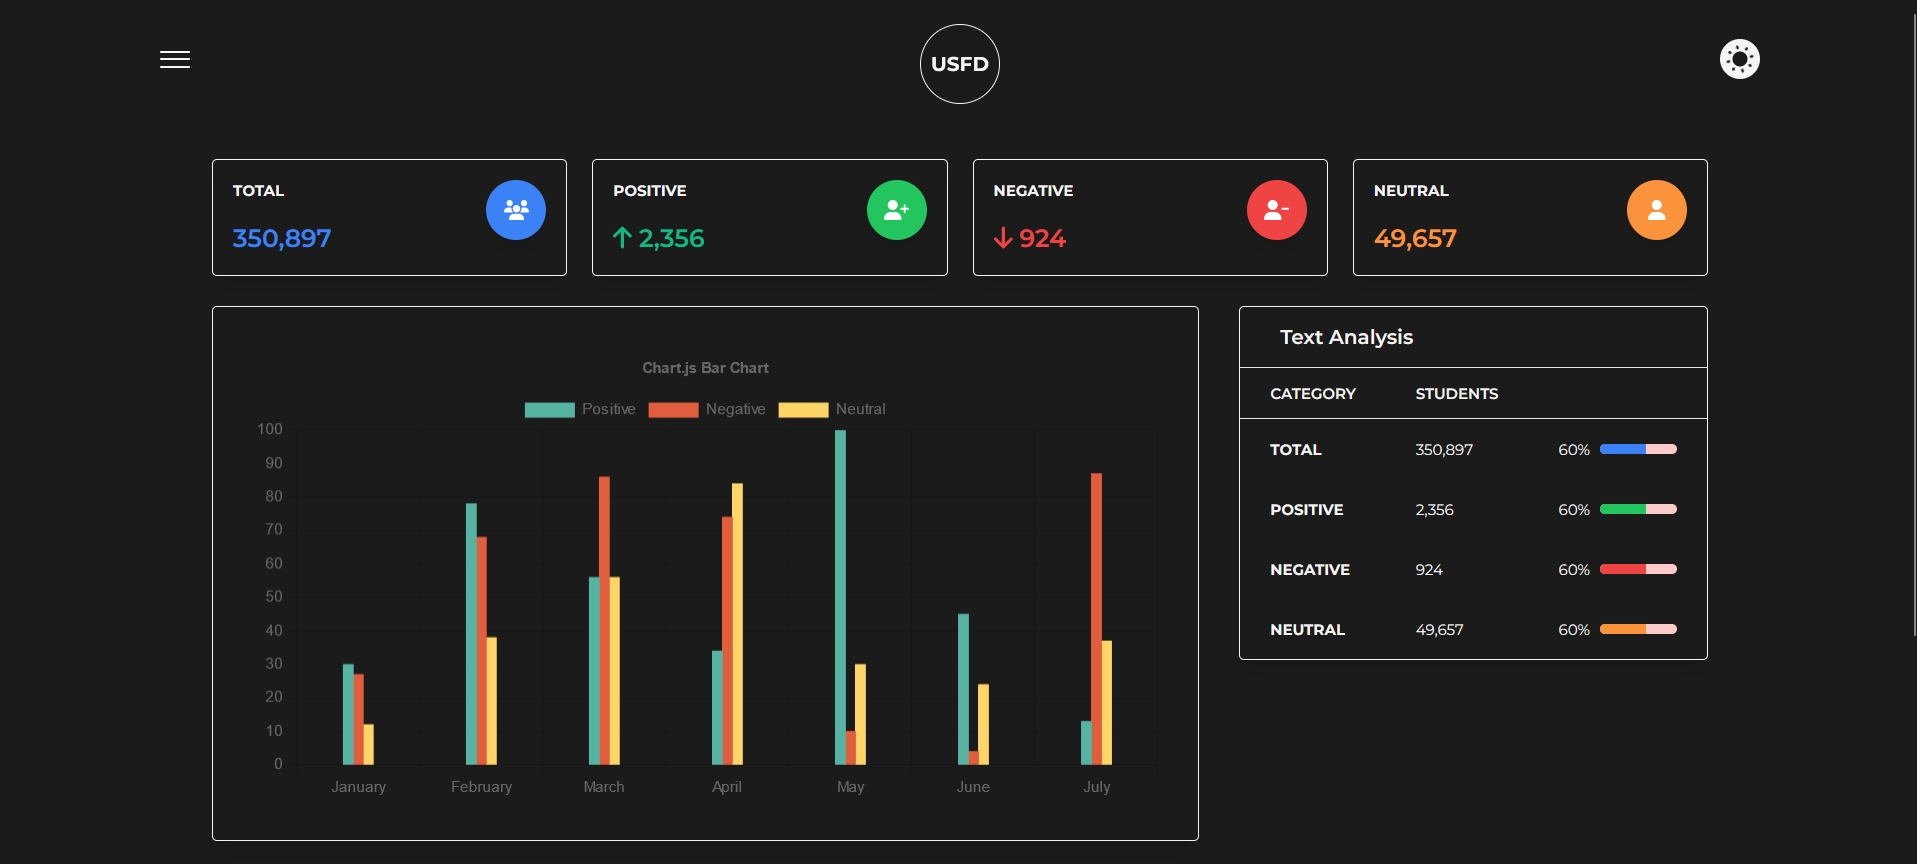 USFD
TOTAL
350,897
POSITIVE
2,356
NEGATIVE
924
NEUTRAL
49,657
Chart.js Bar Chart
Positive Negative Neutral
100
90
80
70
60
50
40
30
20
10
0
January February March April May June July
Text Analysis
CATEGORY STUDENTS
TOTAL 350,897 60%
POSITIVE 2,356 60%
NEGATIVE 924 60%
NEUTRAL 49,657 60%